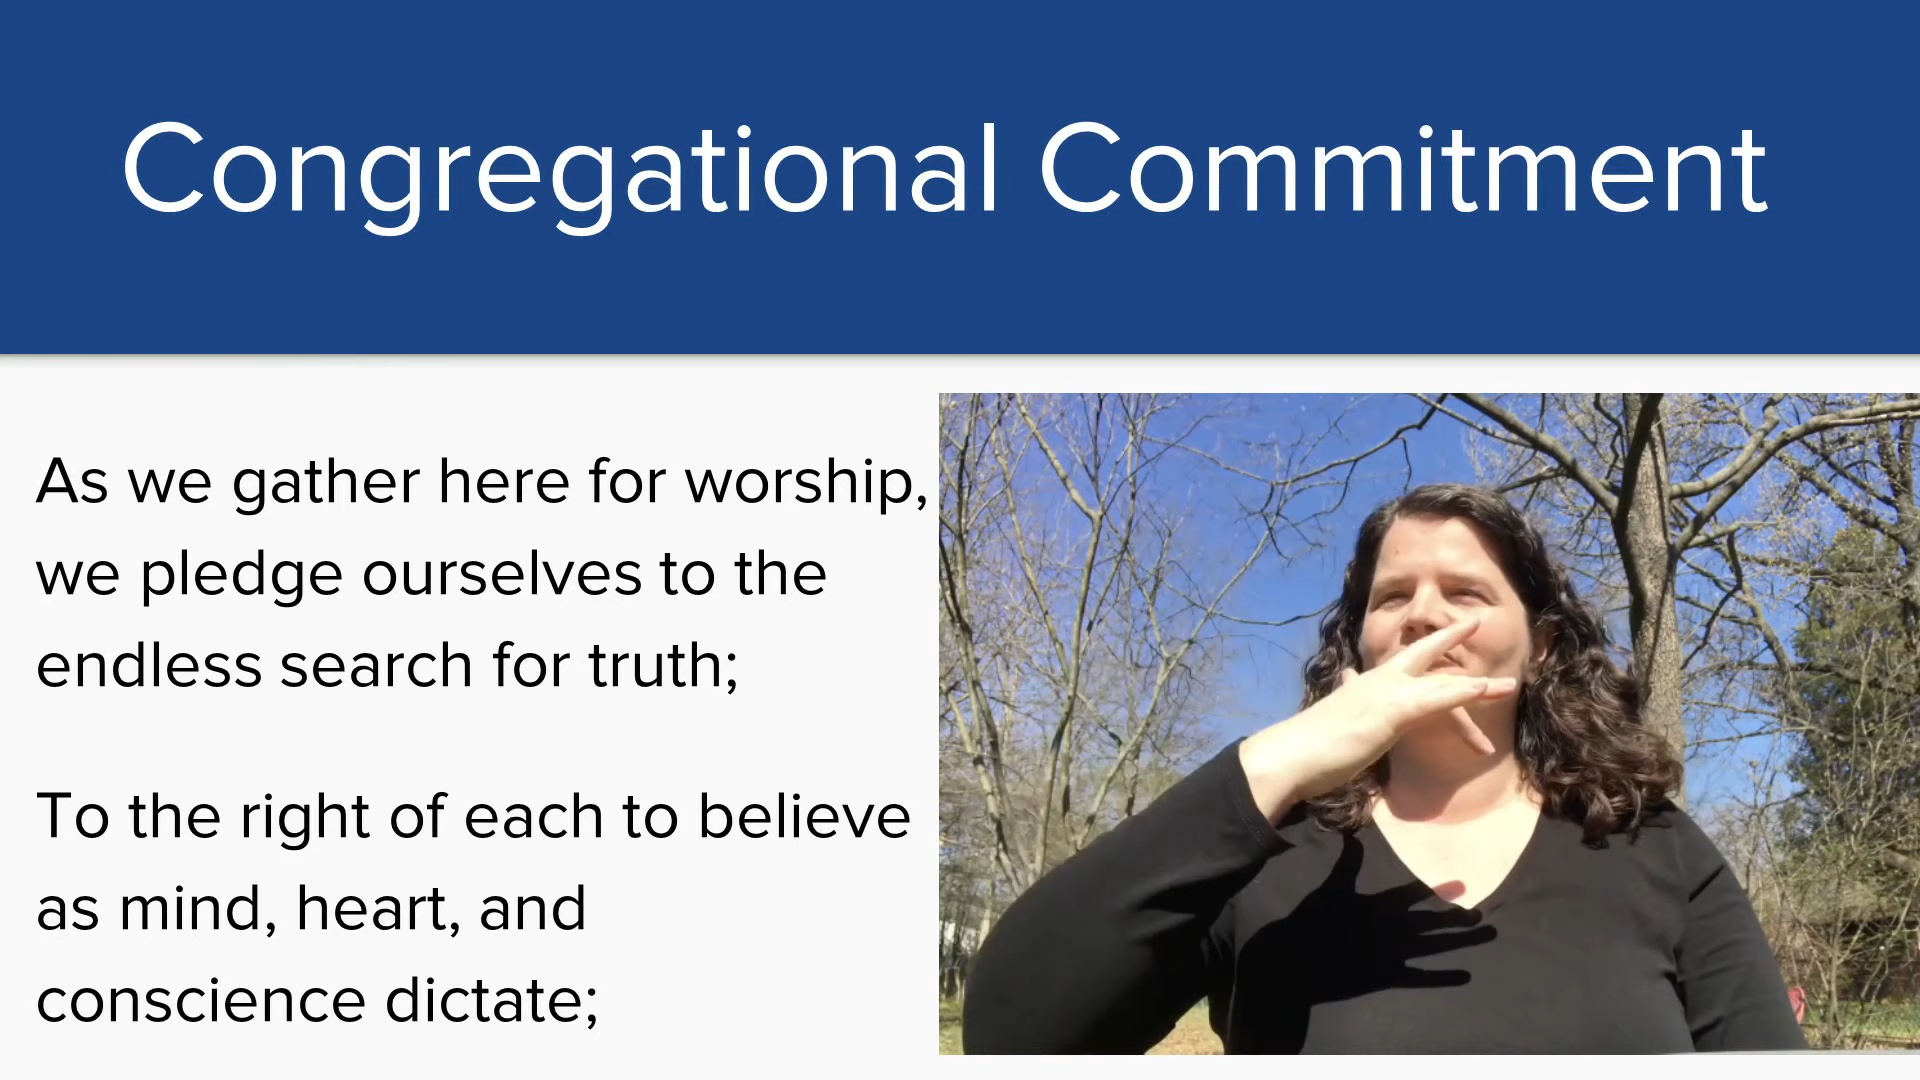 Congregational Commitment
As we gather here for worship,
we pledge ourselves to the
endless search for truth;
To the right of each to believe
as mind, heart, and
conscience dictate;